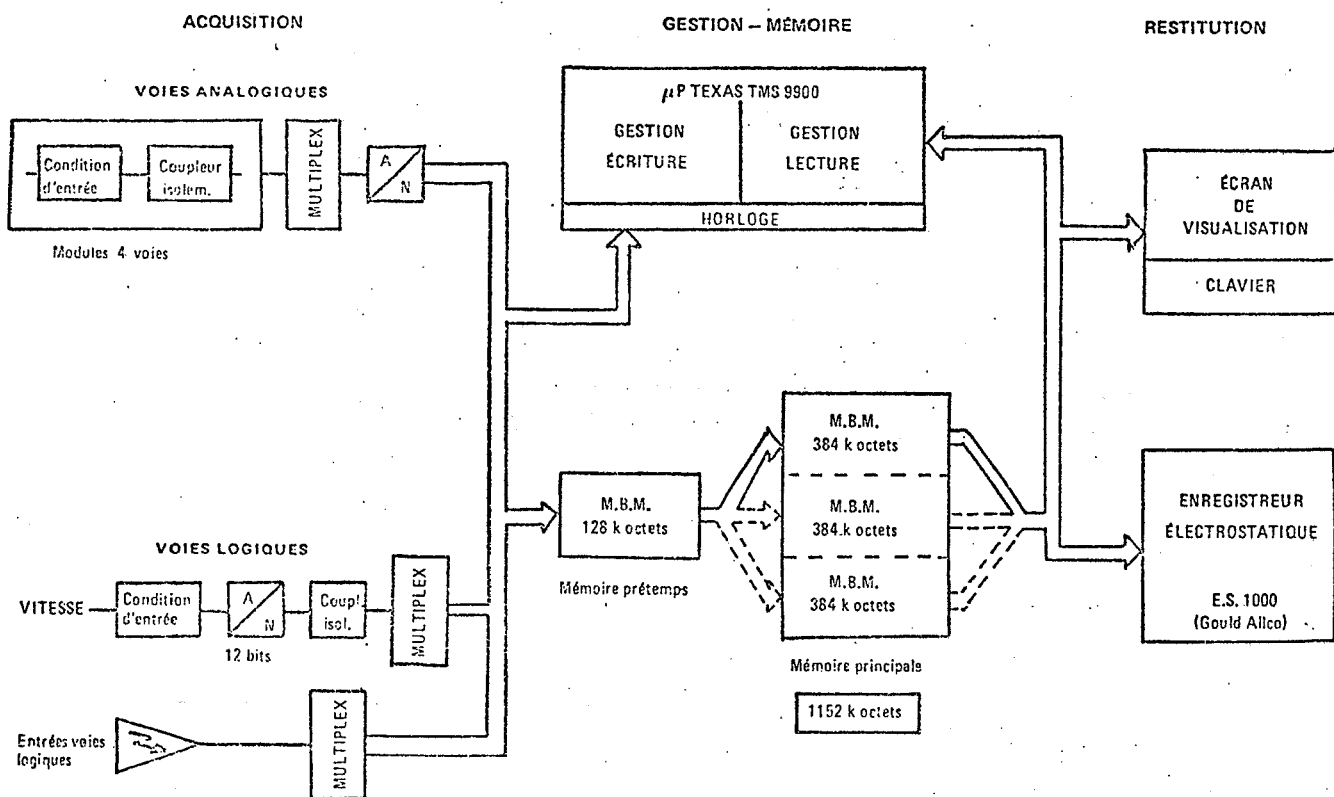 ACQUISITION
GESTION – MÉMOIRE
RESTITUTION
VOIES ANALOGIQUES
Condition
d'entrée
Coupleur
isolem.
MULTIPLEX
A
N
Modules 4 voies
µP TEXAS TMS 9900
GESTION
ÉCRITURE
GESTION
LECTURE
HORLOGE
ÉCRAN
DE
VISUALISATION
CLAVIER
M.B.M.
128 k octets
Mémoire prétemps
M.B.M.
384 k octets
M.B.M.
384 k octets
M.B.M.
384 k octets
Mémoire principale
1152 k octets
ENREGISTREUR
ÉLECTROSTATIQUE
E.S. 1000
(Gould Allco)
VOIES LOGIQUES
VITESSE
Condition
d'entrée
A
N
12 bits
Coupl
isol.
MULTIPLEX
Entrées voies
logiques
MULTIPLEX